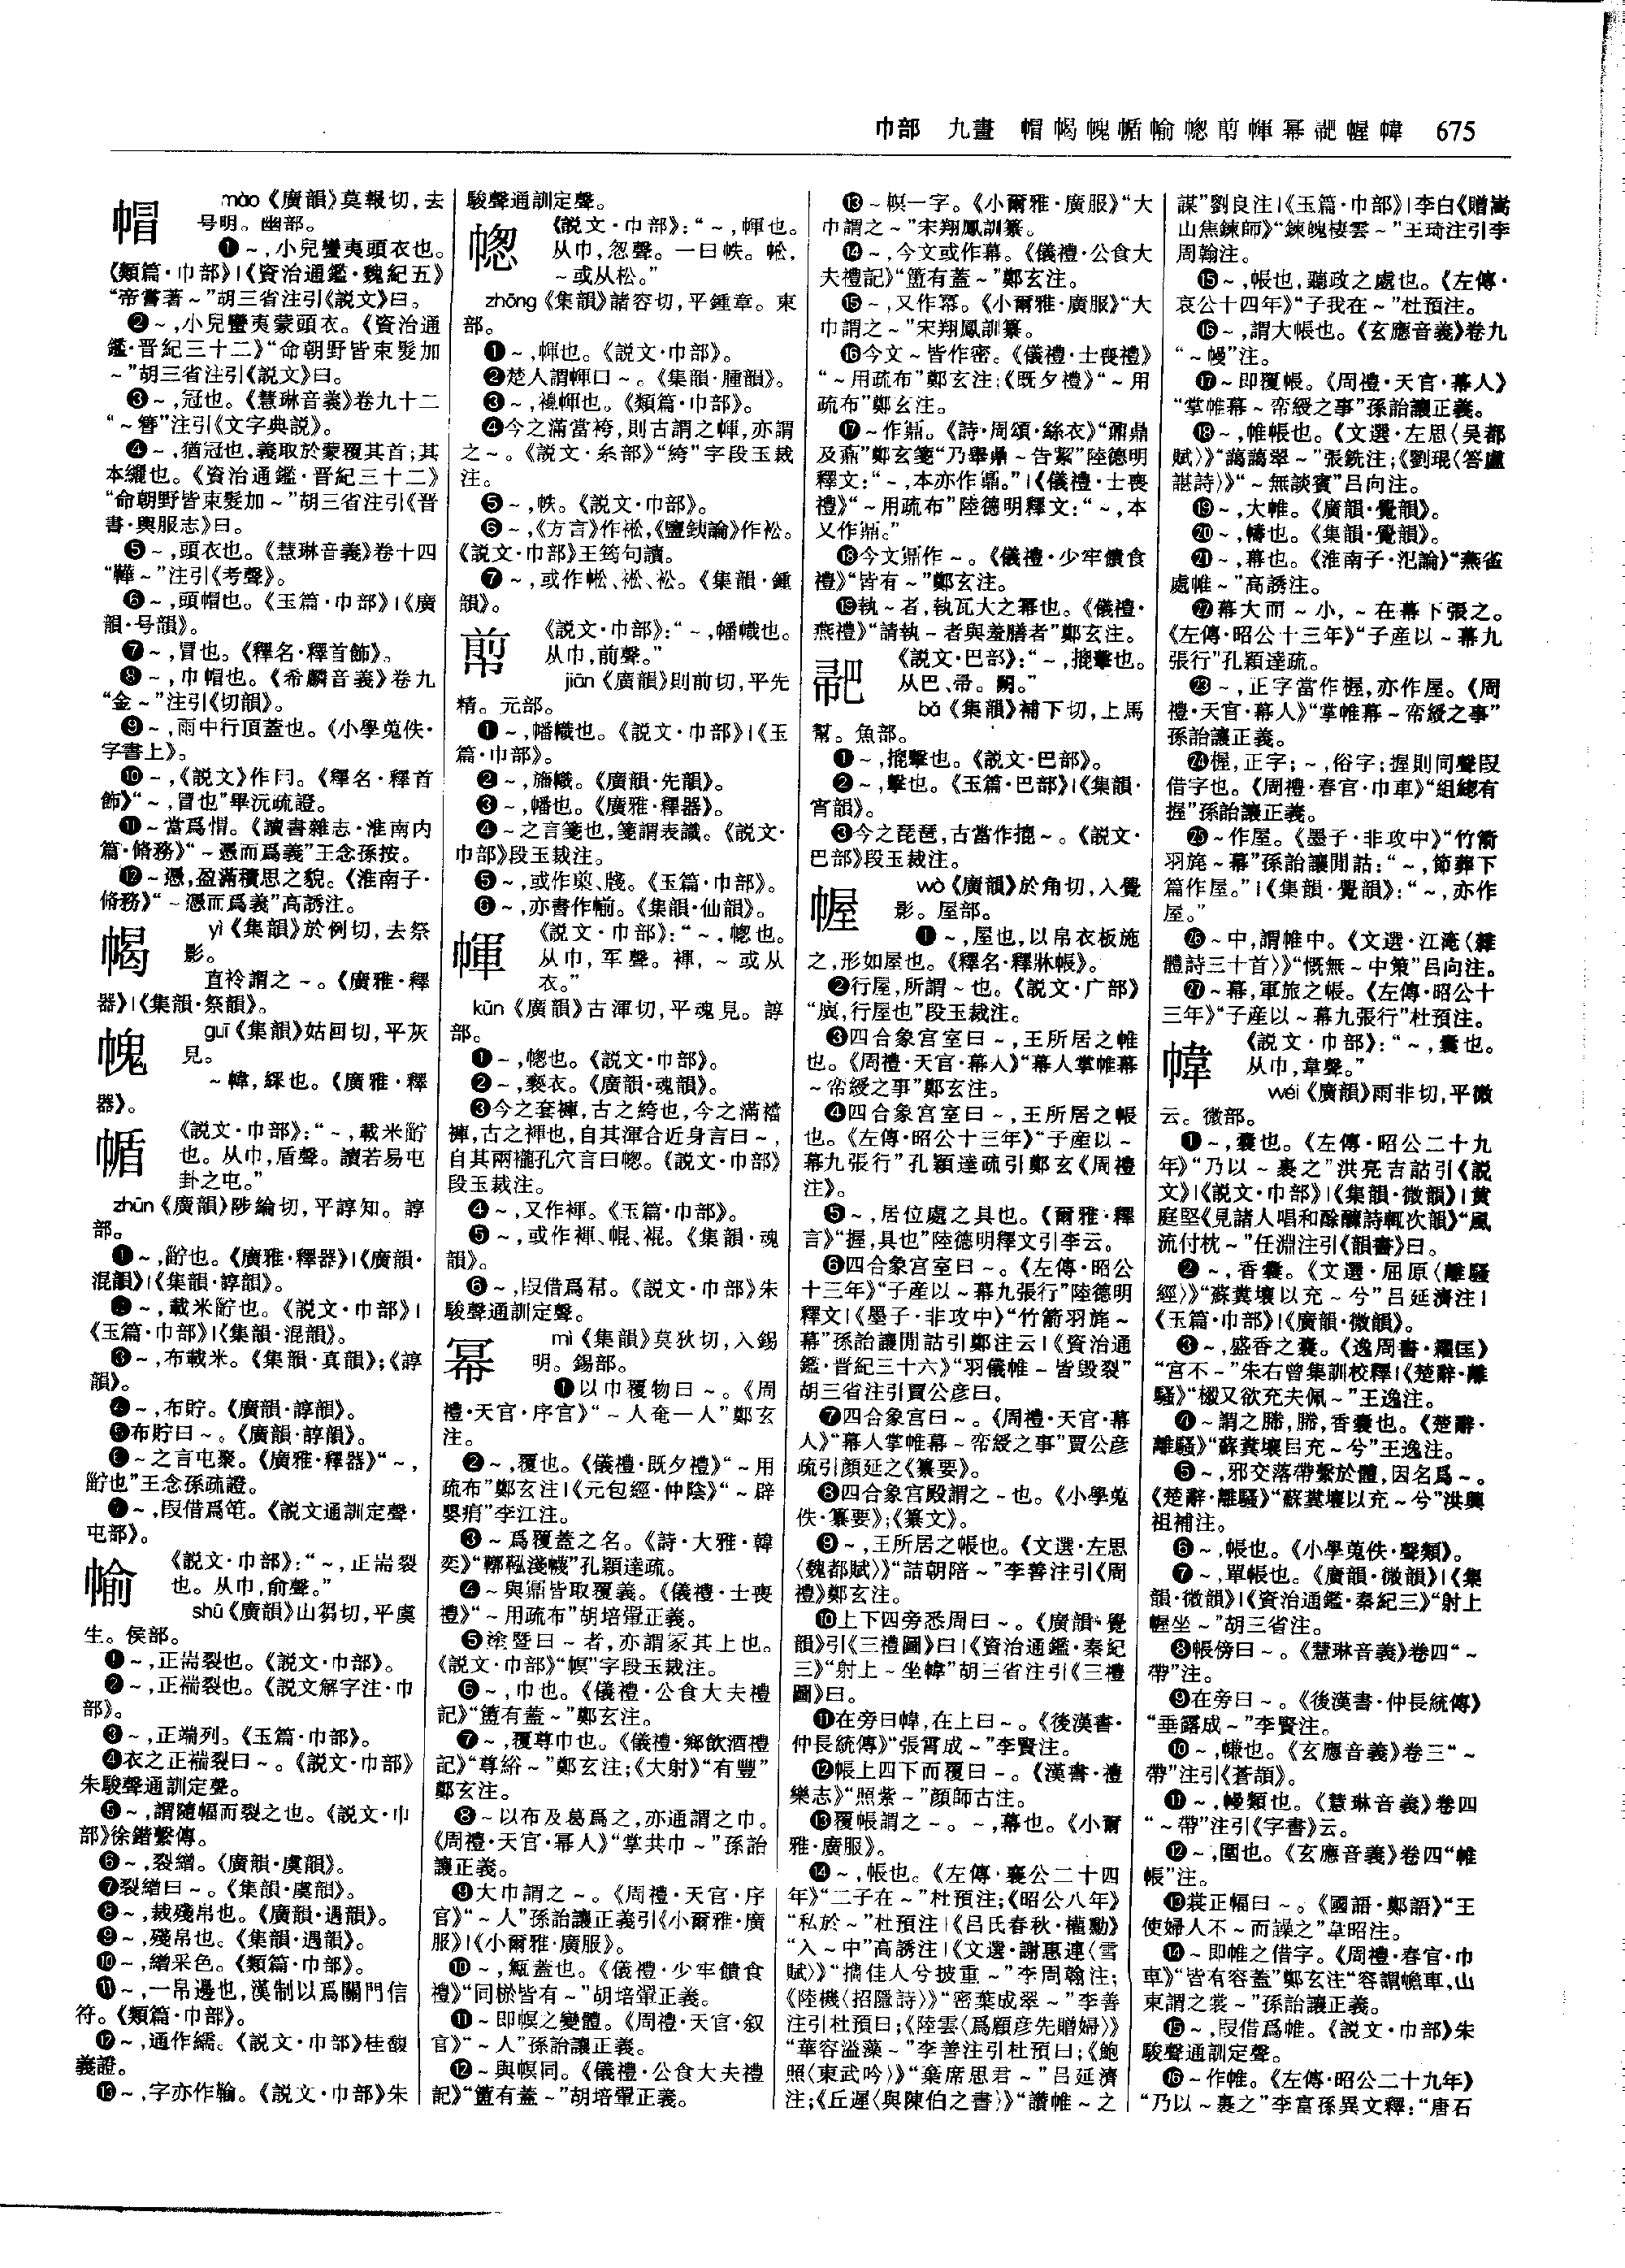 巾部 九畫 帽㡤㡞㡒㡏幒㡐㡓幂䎱幄幃 675
帽
mào《廣韻》莫報切,去
号明。幽部。
❶～,小兒蠻夷頭衣也。
《類篇·巾部》|《資治通鑑·魏紀五》
“帝嘗著～”胡三省注引《説文》曰。
❷～,小兒蠻夷蒙頭衣。《資治通
鑑·晋紀三十二》“命朝野皆束髮加
～”胡三省注引《説文》曰。
❸～,冠也。《慧琳音義》卷九十二
“～簪”注引《文字典説》。
❹～,猶冠也,義取於蒙覆其首;其
本纚也。《資治通鑑·晋紀三十二》
“命朝野皆束髮加～”胡三省注引《晋
書·輿服志》曰。
❺～,頭衣也。《慧琳音義》卷十四
“鞾～”注引《考聲》。
❻～,頭帽也。《玉篇·巾部》|《廣
韻·号韻》。
❼～,冒也。《釋名·釋首飾》。
❽～,巾帽也。《希麟音義》卷九
“金～”注引《切韻》。
❾～,雨中行頂蓋也。《小學蒐佚·
字書上》。
❿～,《説文》作冃。《釋名·釋首
飾》“～,冒也”畢沅疏證。
⓫～當爲悁。《讀書雜志·淮南内
篇·脩務》“～憑而爲義”王念孫按。
⓬～憑,盈滿積思之貌。《淮南子·
脩務》“～憑而爲義”高誘注。
yì《集韻》於例切,去祭
影。
直衿謂之～。《廣雅·釋
器》|《集韻·祭韻》。
guī《集韻》姑回切,平灰
見。
～幃,綵也。《廣雅·釋
器》。
《説文·巾部》:“～,載米䉜
也。从巾,盾聲。讀若易屯
卦之屯。”
zhūn《廣韻》陟綸切,平諄知。諄
部。
❶～,䉜也。《廣雅·釋器》|《廣韻·
混韻》|《集韻·諄韻》。
❷～,載米䉜也。《説文·巾部》|
《玉篇·巾部》|《集韻·混韻》。
❸～,布載米。《集韻·真韻》;《諄
韻》。
❹～,布貯。《廣韻·諄韻》。
❺布貯曰～。《廣韻·諄韻》。
❻～之言屯聚。《廣雅·釋器》“～,
䉜也”王念孫疏證。
❼～,叚借爲笹。《説文通訓定聲·
屯部》。
《説文·巾部》:“～,正耑裂
也。从巾,俞聲。”
shū《廣韻》山芻切,平虞
生。侯部。
❶～,正耑裂也。《説文·巾部》。
❷～,正褍裂也。《説文解字注·巾
部》。
❸～,正端列。《玉篇·巾部》。
❹衣之正褍裂曰～。《説文·巾部》
朱駿聲通訓定聲。
❺～,謂隨幅而裂之也。《説文·巾
部》徐鍇繫傳。
❻～,裂繒。《廣韻·虞韻》。
❼裂繒曰～。《集韻·虞韻》。
❽～,裁殘帛也。《廣韻·遇韻》。
❾～,殘帛也。《集韻·遇韻》。
❿～,繒采色。《類篇·巾部》。
⓫～,一帛邊也,漢制以爲關門信
符。《類篇·巾部》。
⓬～,通作繻。《説文·巾部》桂馥
義證。
⓭～,字亦作輸。《説文·巾部》朱
駿聲通訓定聲。
幒
《説文·巾部》:“～,㡓也。
从巾,怱聲。一曰帙。㡆,
～或从松。”
zhōng《集韻》諸容切,平鍾章。東
部。
❶～,㡓也。《説文·巾部》。
❷楚人謂㡓曰～。《集韻·腫韻》。
❸～,襪㡓也。《類篇·巾部》。
❹今之滿當袴,則古謂之㡓,亦謂
之～。《説文·糸部》“絝”字段玉裁
注。
❺～,帙。《説文·巾部》。
❻～,《方言》作䘴,《鹽鐵論》作衳。
《説文·巾部》王筠句讀。
❼～,或作㡆、䘴、衳。《集韻·鍾
韻》。
《説文·巾部》:“～,幡幟也。
从巾,前聲。”
jiān《廣韻》則前切,平先
精。元部。
❶～,幡幟也。《説文·巾部》|《玉
篇·巾部》。
❷～,旛幟。《廣韻·先韻》。
❸～,幡也。《廣雅·釋器》。
❹～之言箋也,箋謂表識。《説文·
巾部》段玉裁注。
❺～,或作䉍、牋。《玉篇·巾部》。
❻～,亦書作㡐。《集韻·仙韻》。
㡓
《説文·巾部》:“～,幒也。
从巾,军聲。褌,～或从
衣。”
kūn《廣韻》古渾切,平魂見。諄
部。
❶～,幒也。《説文·巾部》。
❷～,褻衣。《廣韻·魂韻》。
❸今之套褲,古之絝也,今之滿襠
褲,古之褌也,自其渾合近身言曰～,
自其兩襱孔穴言曰幒。《説文·巾部》
段玉裁注。
❹～,又作褌。《玉篇·巾部》。
❺～,或作褌、㡓、裩。《集韻·魂
韻》。
❻～,叚借爲帬。《説文·巾部》朱
駿聲通訓定聲。
幂
mì《集韻》莫狄切,入錫
明。錫部。
❶以巾覆物曰～。《周
禮·天官·序官》“～人奄一人”鄭玄
注。
❷～,覆也。《儀禮·既夕禮》“～用
疏布”鄭玄注|《元包經·仲陰》“～辟
嬰痟”李江注。
❸～爲覆蓋之名。《詩·大雅·韓
奕》“鞹鞃淺幭”孔穎達疏。
❹～與鼏皆取覆義。《儀禮·士喪
禮》“～用疏布”胡培翬正義。
❺塗暨曰～者,亦謂冡其上也。
《説文·巾部》“幎”字段玉裁注。
❻～,巾也。《儀禮·公食大夫禮
記》“簠有蓋～”鄭玄注。
❼～,覆尊巾也。《儀禮·鄉飲酒禮
記》“尊綌～”鄭玄注;《大射》“有豐”
鄭玄注。
❽～以布及葛爲之,亦通謂之巾。
《周禮·天官·幂人》“掌共巾～”孫詒
讓正義。
❾大巾謂之～。《周禮·天官·序
官》“～人”孫詒讓正義引《小爾雅·廣
服》|《小爾雅·廣服》。
❿～,甒蓋也。《儀禮·少牢饋食
禮》“同棜皆有～”胡培翬正義。
⓫～即幎之變體。《周禮·天官·叙
官》“～人”孫詒讓正義。
⓬～與幎同。《儀禮·公食大夫禮
記》“簠有蓋～”胡培翬正義。
⓭～榠一字。《小爾雅·廣服》“大
巾謂之～”宋翔鳳訓纂。
⓮～,今文或作幕。《儀禮·公食大
夫禮記》“簠有蓋～”鄭玄注。
⓯～,又作幂。《小爾雅·廣服》“大
巾謂之～”宋翔鳳訓纂。
⓰今文～皆作密。《儀禮·士喪禮》
“～用疏布”鄭玄注;《既夕禮》“～用
疏布”鄭玄注。
⓱～作鼏。《詩·周頌·絲衣》“鼐鼎
及鼒”鄭玄箋“乃舉鼎～告絜”陸德明
釋文:“～,本亦作鼏。”|《儀禮·士喪
禮》“～用疏布”陸德明釋文:“～,本
又作鼏。”
⓲今文鼏作～。《儀禮·少牢饋食
禮》“皆有～”鄭玄注。
⓳執～者,執瓦大之幂也。《儀禮·
燕禮》“請執～者與羞膳者”鄭玄注。
《説文·巴部》:“～,搥擊也。
从巴、帚。闕。”
bǎ《集韻》補下切,上馬
幫。魚部。
❶～,搥擊也。《説文·巴部》。
❷～,擊也。《玉篇·巴部》|《集韻·
宵韻》。
❸今之琵琶,古當作搥～。《説文·
巴部》段玉裁注。
幄
wò《廣韻》於角切,入覺
影。屋部。
❶～,屋也,以帛衣板施
之,形如屋也。《釋名·釋牀帳》。
❷行屋,所謂～也。《説文·广部》
“㢊,行屋也”段玉裁注。
❸四合象宫室曰～,王所居之帷
也。《周禮·天官·幕人》“幕人掌帷幕
～帟綬之事”鄭玄注。
❹四合象宫室曰～,王所居之帳
也。《左傳·昭公十三年》“子産以～
幕九張行”孔穎達疏引鄭玄《周禮
注》。
❺～,居位處之具也。《爾雅·釋
言》“握,具也”陸德明釋文引李云。
❻四合象宫室曰～。《左傳·昭公
十三年》“子産以～幕九張行”陸德明
釋文|《墨子·非攻中》“竹箭羽旄～
幕”孫詒讓閒詁引鄭注云|《資治通
鑑·晋紀三十六》“羽儀帷～皆毁裂”
胡三省注引賈公彦曰。
❼四合象宫曰～。《周禮·天官·幕
人》“幕人掌帷幕～帟綬之事”賈公彦
疏引顔延之《纂要》。
❽四合象宫殿謂之～也。《小學蒐
佚·纂要》;《纂文》。
❾～,王所居之帳也。《文選·左思
〈魏都賦〉》“詰朝陪～”李善注引《周
禮》鄭玄注。
❿上下四旁悉周曰～。《廣韻·覺
韻》引《三禮圖》曰|《資治通鑑·秦紀
三》“射上～坐幃”胡三省注引《三禮
圖》曰。
⓫在旁曰幃,在上曰～。《後漢書·
仲長統傳》“張霄成～”李賢注。
⓬帳上四下而覆曰～。《漢書·禮
樂志》“照紫～”顔師古注。
⓭覆帳謂之～。～,幕也。《小爾
雅·廣服》。
⓮～,帳也。《左傳·襄公二十四
年》“二子在～”杜預注;《昭公八年》
“私於～”杜預注|《吕氏春秋·權勳》
“入～中”高誘注|《文選·謝惠連〈雪
賦〉》“攜佳人兮披重～”李周翰注;
《陸機〈招隱詩〉》“密葉成翠～”李善
注引杜預曰;《陸雲〈爲顧彦先贈婦〉》
“華容溢藻～”李善注引杜預曰;《鮑
照〈東武吟〉》“棄席思君～”吕延濟
注;《丘遲〈與陳伯之書〉》“讚帷～之
謀”劉良注|《玉篇·巾部》|李白《贈嵩
山焦鍊師》“鍊魄棲雲～”王琦注引李
周翰注。
⓯～,帳也,聽政之處也。《左傳·
哀公十四年》“子我在～”杜預注。
⓰～,謂大帳也。《玄應音義》卷九
“～幔”注。
⓱～即覆帳。《周禮·天官·幕人》
“掌帷幕～帟綬之事”孫詒讓正義。
⓲～,帷帳也。《文選·左思〈吴都
賦〉》“藹藹翠～”張銑注;《劉琨〈答盧
諶詩〉》“～無談賓”吕向注。
⓳～,大帷。《廣韻·覺韻》。
⓴～,幬也。《集韻·覺韻》。
㉑～,幕也。《淮南子·氾論》“燕雀
處帷～”高誘注。
㉒幕大而～小,～在幕下張之。
《左傳·昭公十三年》“子産以～幕九
張行”孔穎達疏。
㉓～,正字當作楃,亦作屋。《周
禮·天官·幕人》“掌帷幕～帟綬之事”
孫詒讓正義。
㉔楃,正字;～,俗字;握則同聲叚
借字也。《周禮·春官·巾車》“組總有
握”孫詒讓正義。
㉕～作屋。《墨子·非攻中》“竹箭
羽旄～幕”孫詒讓閒詁:“～,節葬下
篇作屋。”|《集韻·覺韻》:“～,亦作
屋。”
㉖～中,謂帷中。《文選·江淹〈雜
體詩三十首〉》“慨無～中策”吕向注。
㉗～幕,軍旅之帳。《左傳·昭公十
三年》“子産以～幕九張行”杜預注。
幃
《説文·巾部》:“～,囊也。
从巾,韋聲。”
wéi《廣韻》雨非切,平微
云。微部。
❶～,囊也。《左傳·昭公二十九
年》“乃以～裹之”洪亮吉詁引《説
文》|《説文·巾部》|《集韻·微韻》|黄
庭堅《見諸人唱和酴醿詩輒次韻》“風
流付枕～”任淵注引《韻書》曰。
❷～,香囊。《文選·屈原〈離騷
經〉》“蘇糞壤以充～兮”吕延濟注|
《玉篇·巾部》|《廣韻·微韻》。
❸～,盛香之囊。《逸周書·糴匡》
“宫不～”朱右曾集訓校釋|《楚辭·離
騷》“樧又欲充夫佩～”王逸注。
❹～謂之幐,幐,香囊也。《楚辭·
離騷》“蘇糞壤㠯充～兮”王逸注。
❺～,邪交落帶繫於體,因名爲～。
《楚辭·離騷》“蘇糞壤以充～兮”洪興
祖補注。
❻～,帳也。《小學蒐佚·聲類》。
❼～,單帳也。《廣韻·微韻》|《集
韻·微韻》|《資治通鑑·秦紀三》“射上
幄坐～”胡三省注。
❽帳傍曰～。《慧琳音義》卷四“～
帶”注。
❾在旁曰～。《後漢書·仲長統傳》
“垂露成～”李賢注。
❿～,㡘也。《玄應音義》卷三“～
帶”注引《蒼頡》。
⓫～,幔類也。《慧琳音義》卷四
“～帶”注引《字書》云。
⓬～,圍也。《玄應音義》卷四“帷
帳”注。
⓭裳正幅曰～。《國語·鄭語》“王
使婦人不～而譟之”韋昭注。
⓮～即帷之借字。《周禮·春官·巾
車》“皆有容蓋”鄭玄注“容謂幨車,山
東謂之裳～”孫詒讓正義。
⓯～,叚借爲帷。《説文·巾部》朱
駿聲通訓定聲。
⓰～作帷。《左傳·昭公二十九年》
“乃以～裹之”李富孫異文釋:“唐石